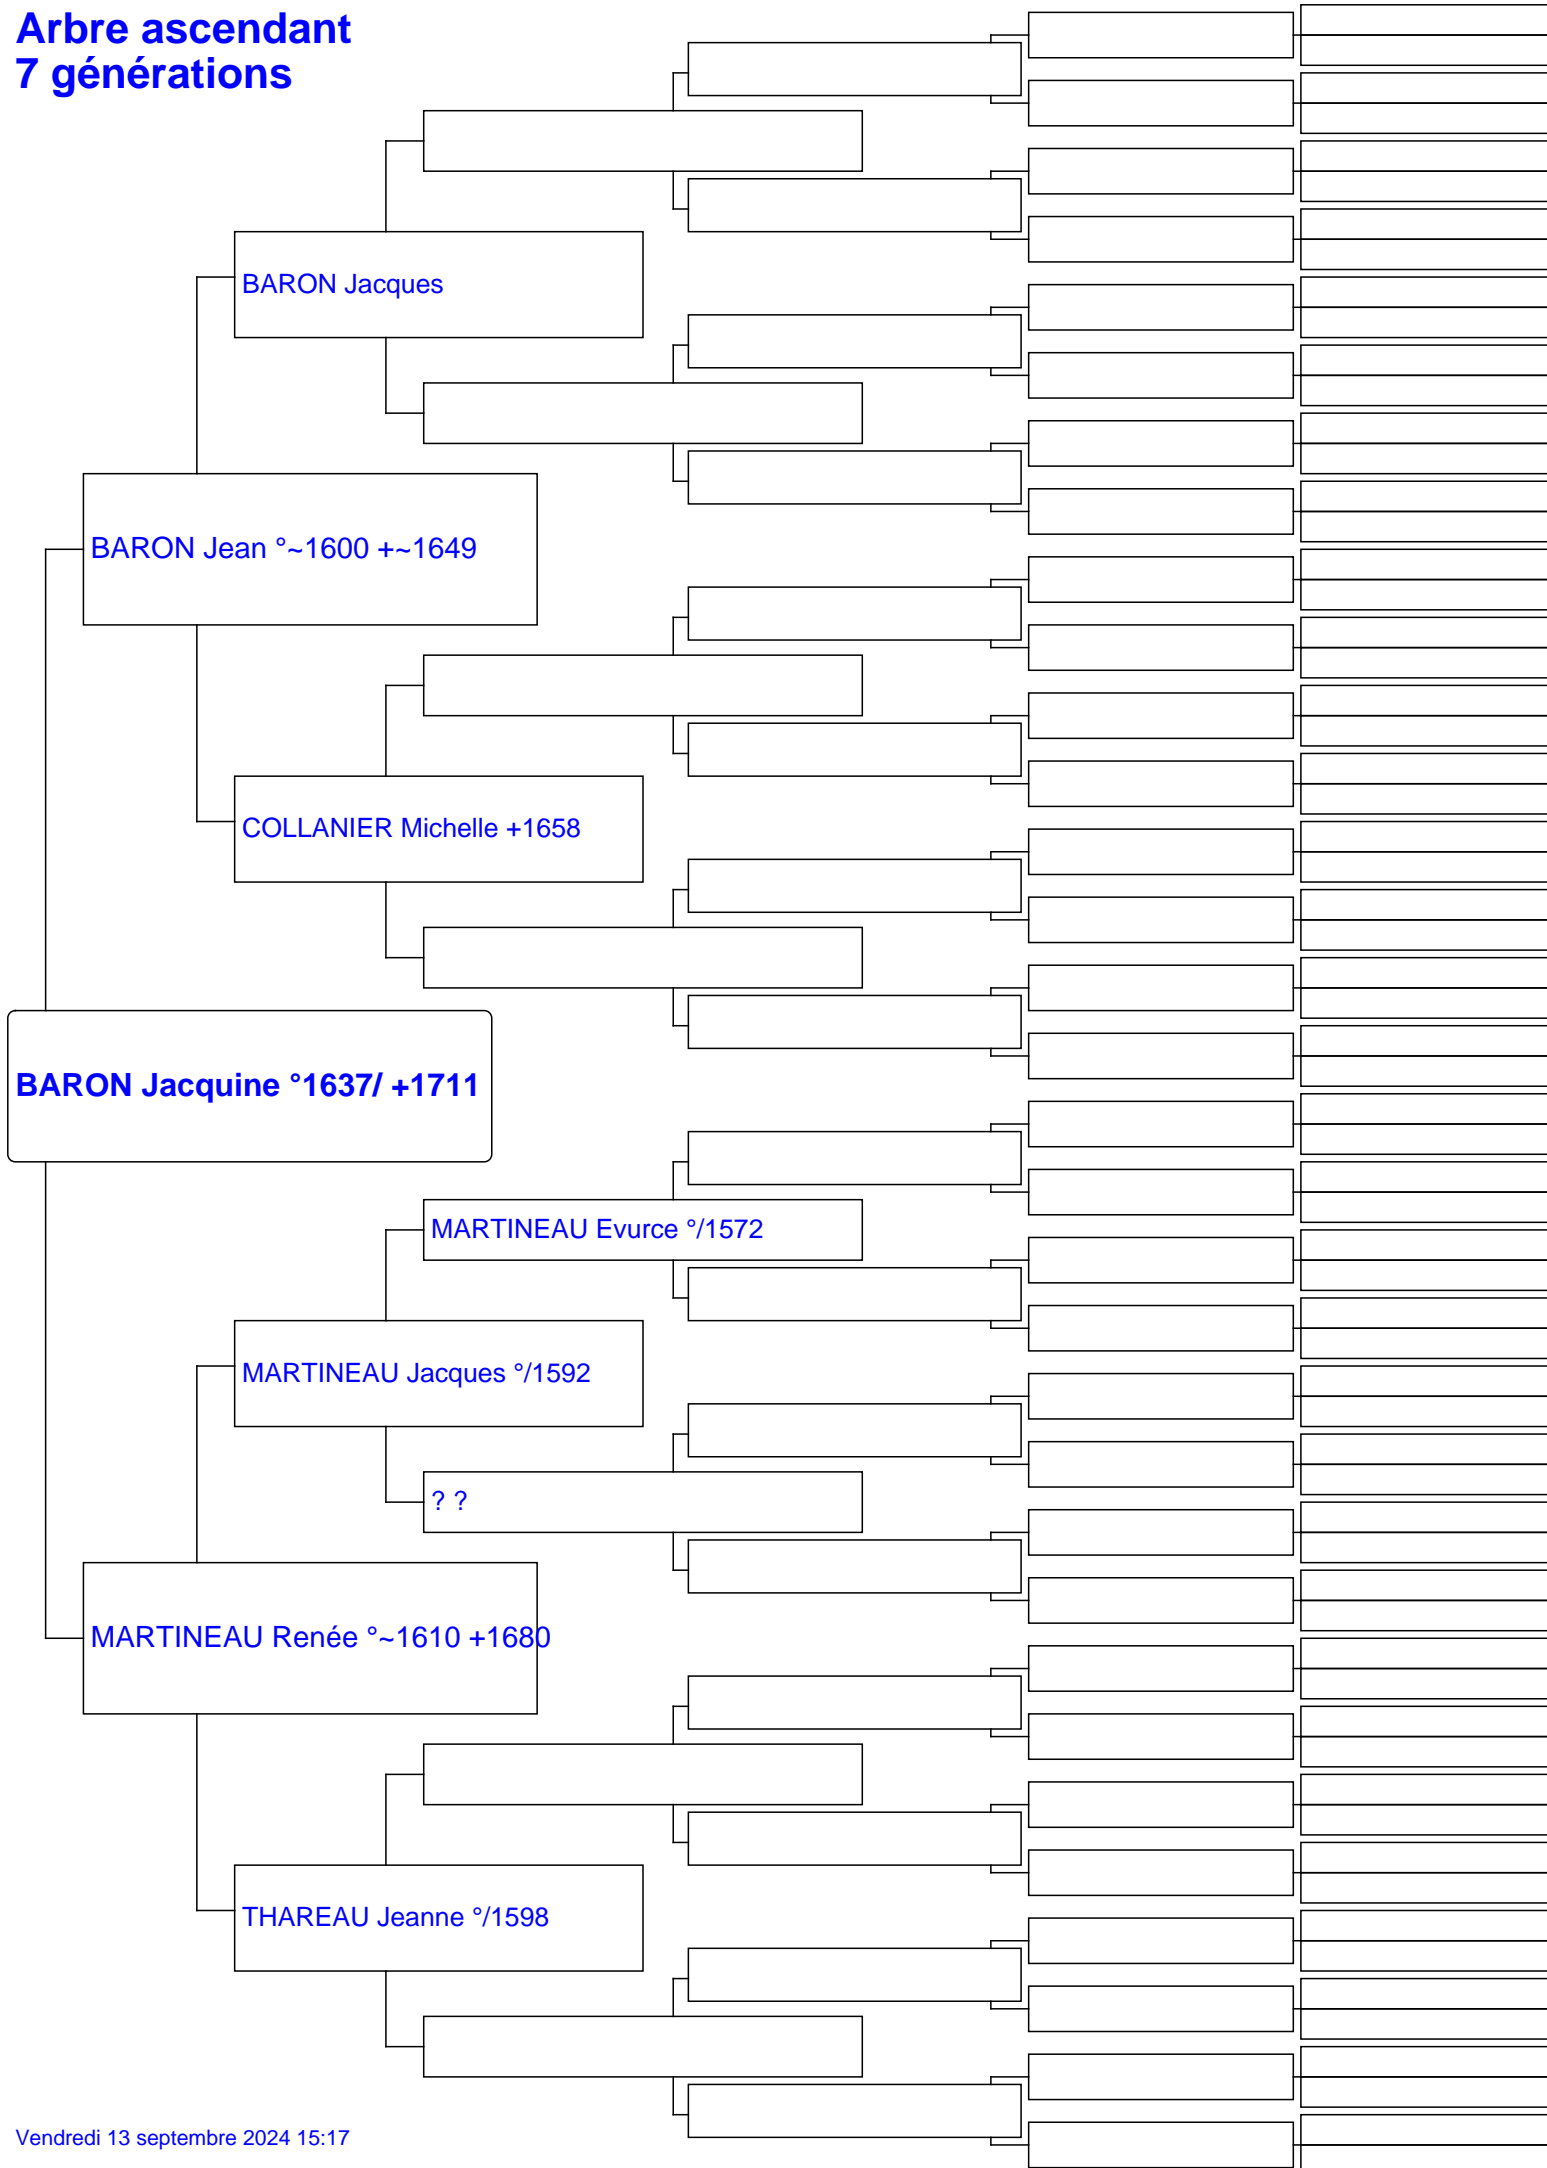 Arbre ascendant
7 générations
BARON Jacques
BARON Jean °~1600 +~1649
COLLANIER Michelle +1658
BARON Jacquine °1637/ +1711
MARTINEAU Evurce °/1572
MARTINEAU Jacques °/1592
? ?
MARTINEAU Renée °~1610 +1680
THAREAU Jeanne °/1598
Vendredi 13 septembre 2024 15:17